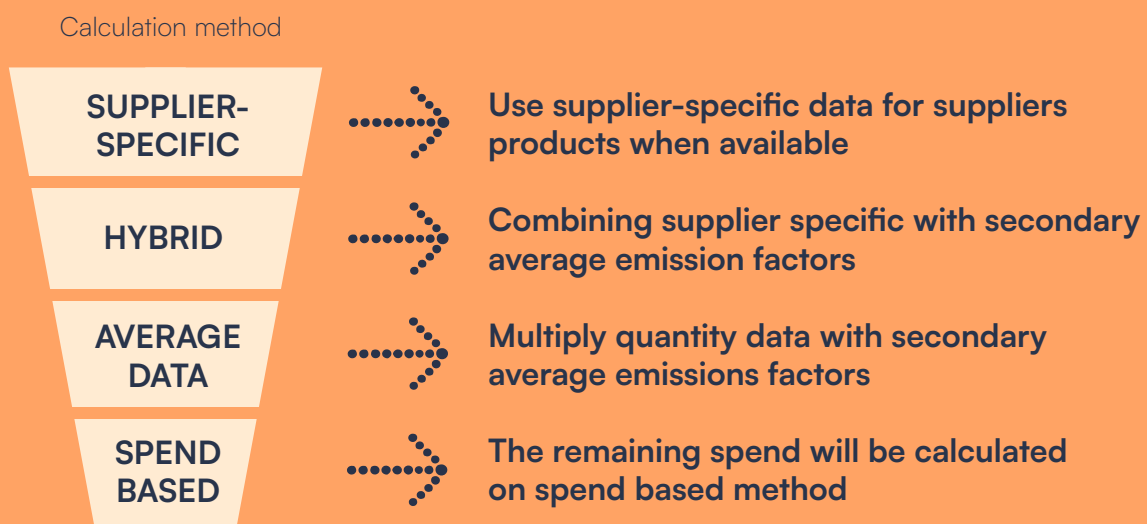 Calculation method
SUPPLIER-
SPECIFIC
Use supplier-specific data for suppliers
products when available
HYBRID
Combining supplier specific with secondary
average emission factors
AVERAGE
DATA
Multiply quantity data with secondary
average emissions factors
SPEND
BASED
The remaining spend will be calculated
on spend based method